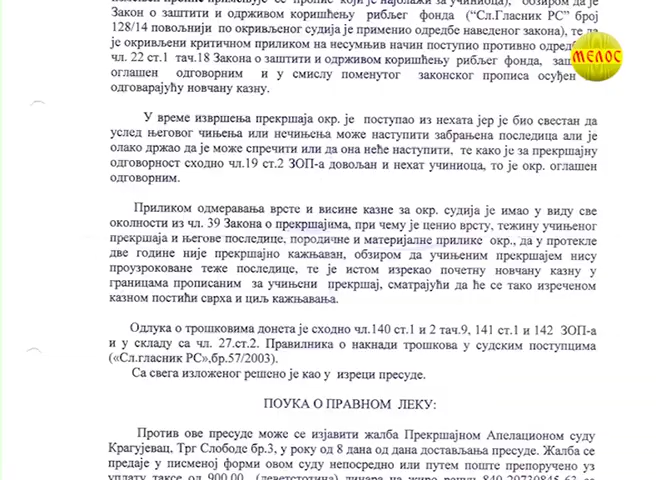 Закон о заштити и одрживом коришћењу рибљег фонда ("Сл.Гласник РС" број
128/14 повољнији по окривљеног судија је применио одредбе наведеног закона), те да
је окривљени критичном приликом на несумњив начин поступио противно одредб
чл. 22 ст.1 тач.18 Закона о заштити и одрживом коришћењу рибљег фонда,
МЕЛОС
оглашен одговорним и у смислу поменутог законског прописа осуђен
одговарајућу новчану казну.
У време извршења прекршаја окр. је поступао из нехата јер је био свестан да
услед његовог чињења или нечињења може наступити забрањена последица али је
олако држао да је може спречити или да она неће наступити, те како је за прекршајну
одговорност сходно чл.19 ст.2 ЗОП-а довољан и нехат учиниоца, то је окр. оглашен
одговорним.
Приликом одмеравања врсте и висине казне за окр. судија је имао у виду све
околности из чл. 39 Закона о прекршајима, при чему је ценио врсту, тежину учињеног
прекршаја и његове последице, породичне и материјалне прилике окр., да у протекле
две године није прекршајно кажњаван, обзиром да учињеним прекршајем нису
проузроковане теже последице, те је истом изрекао почетну новчану казну у
границама прописаним за учињени прекршај, сматрајући да ће се тако изреченом
казном постићи сврха и циљ кажњавања.
Одлука о трошковима донета је сходно чл.140 ст.1 и 2 тач.9, 141 ст.1 и 142 ЗОП-а
и у складу са чл. 27.ст.2. Правилника о накнади трошкова у судским поступцима
(«Сл.гласник РС»,бр.57/2003).
Са свега изложеног решено је као у изреци пресуде.
ПОУКА О ПРАВНОМ ЛЕКУ:
Против ове пресуде може се изјавити жалба Прекршајном Апелационом суду
Крагујевац, Трг Слободе бр.3, у року од 8 дана од дана достављања пресуде. Жалба се
предаје у писменој форми овом суду непосредно или путем поште препоручено уз
уплату таксе од 900,00 (деветстотина) динара на жиро рачун